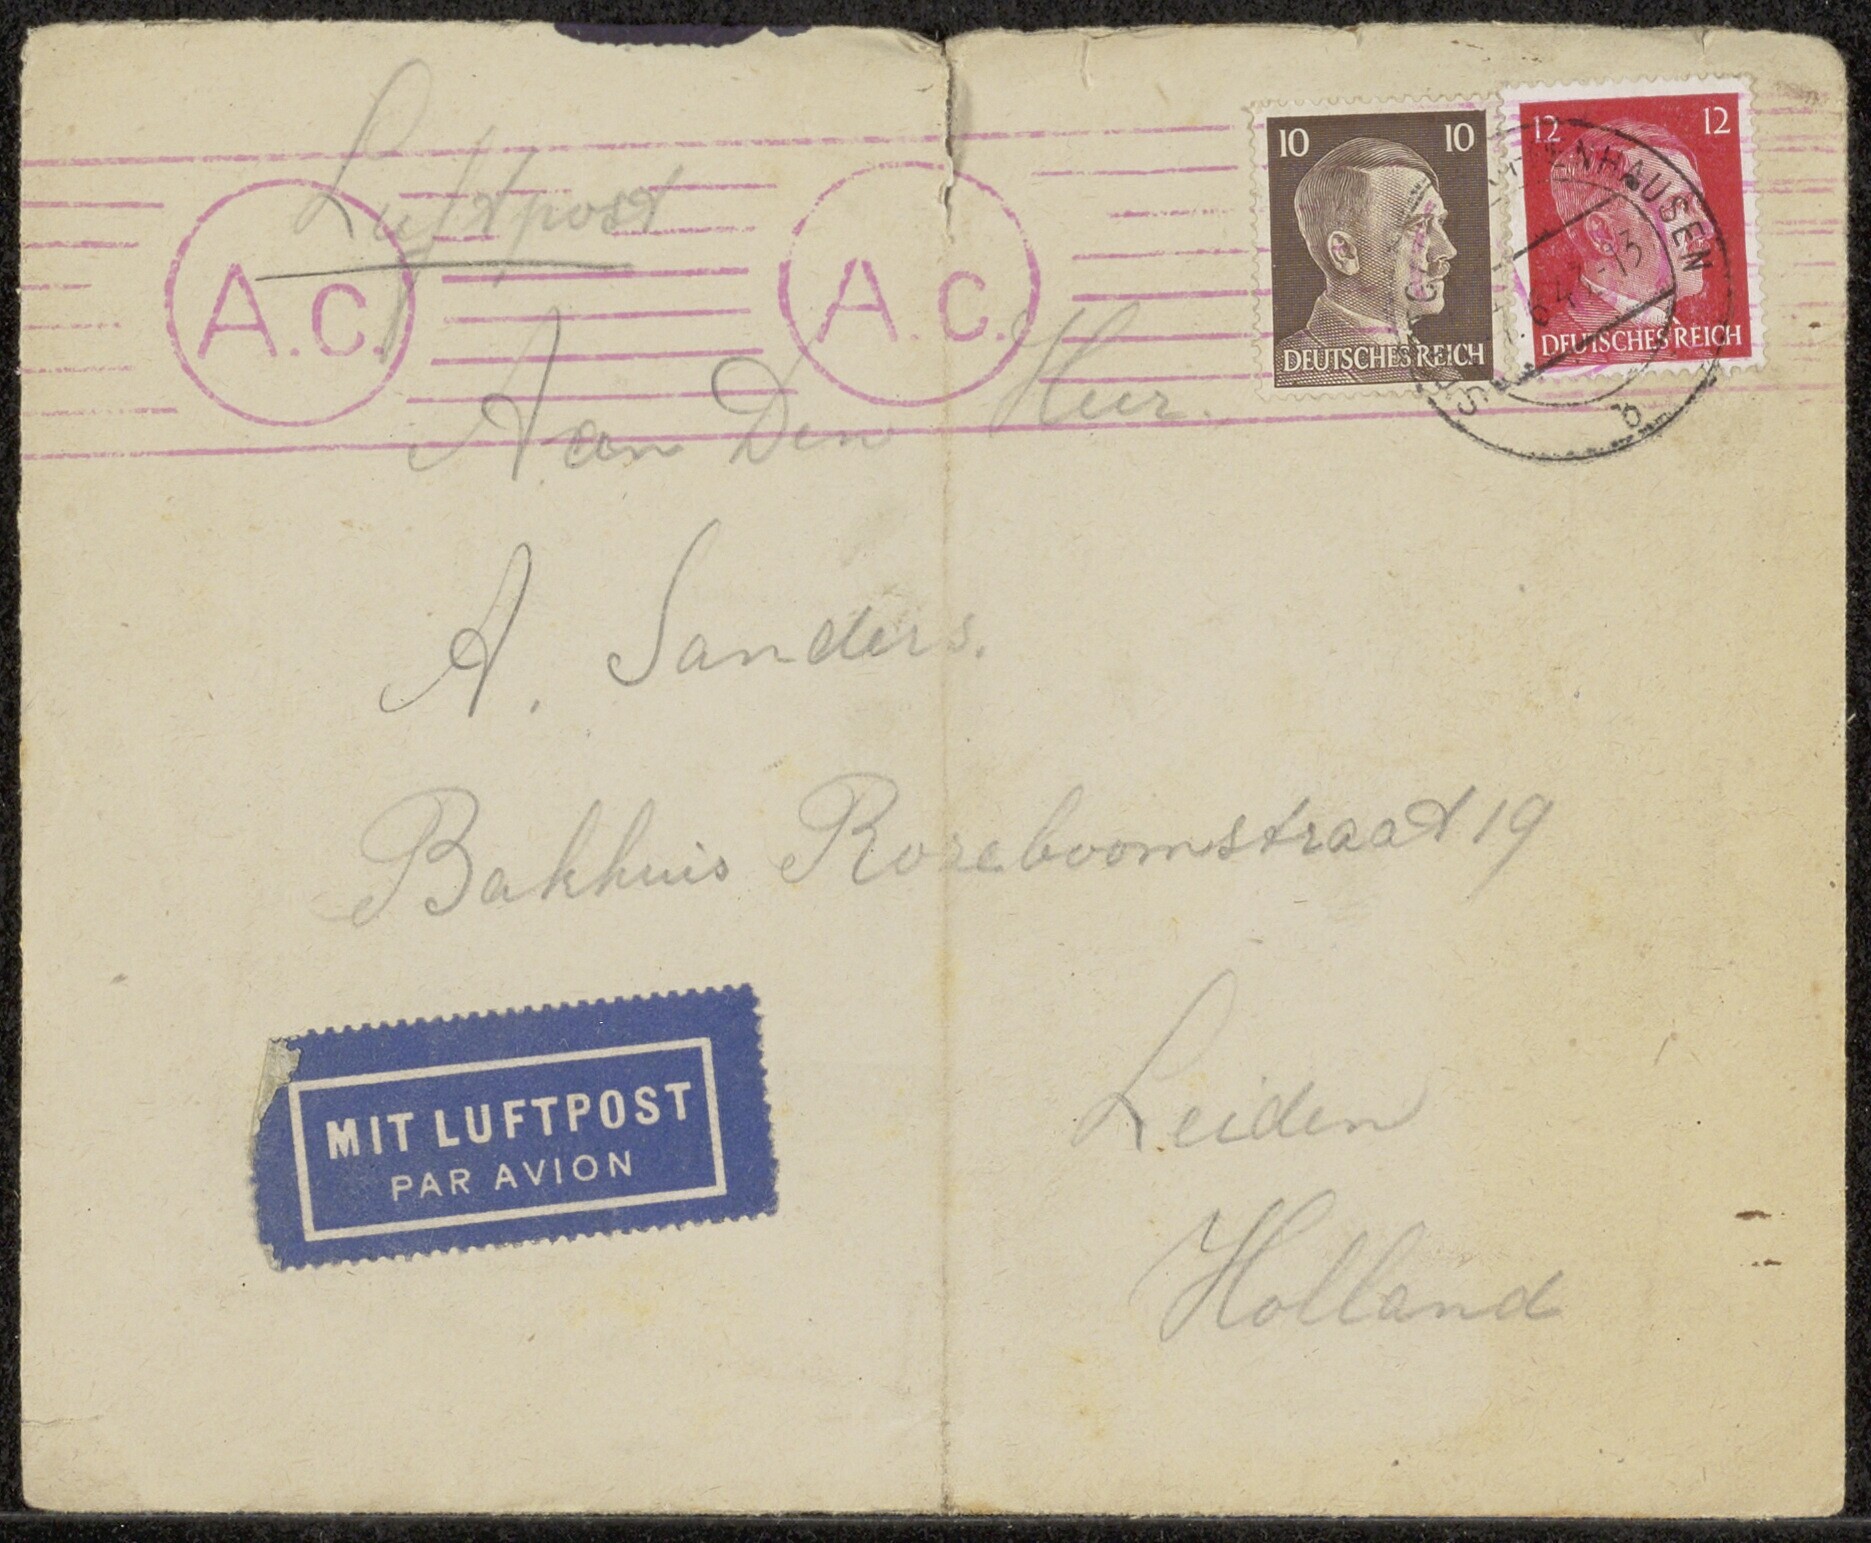 Luftpost
A.c. A.c.
10 10
DEUTSCHES REICH
12 12
DEUTSCHES REICH
Aan Den Heer.
A. Sanders.
Bakhuis Rozeboomstraat 19
MIT LUFTPOST
PAR AVION
Leiden
Holland